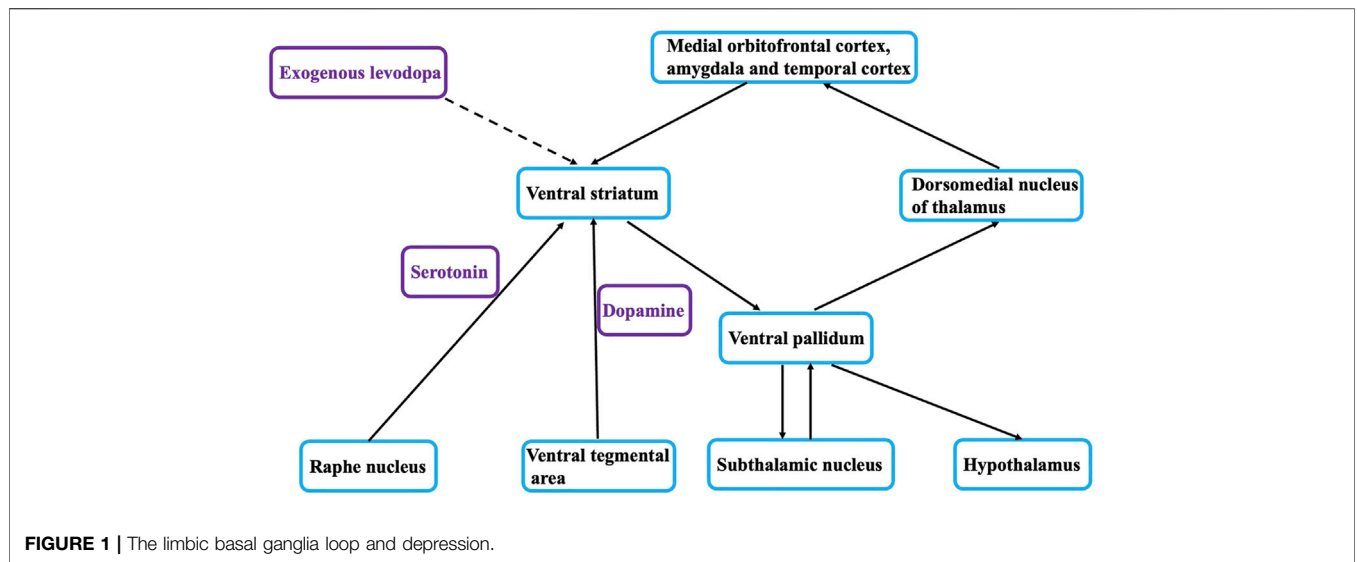 Medial orbitofrontal cortex,
amygdala and temporal cortex
Exogenous levodopa
Ventral striatum
Dorsomedial nucleus
of thalamus
Serotonin
Dopamine
Ventral pallidum
Raphe nucleus
Ventral tegmental
area
Subthalamic nucleus
Hypothalamus
FIGURE 1 | The limbic basal ganglia loop and depression.